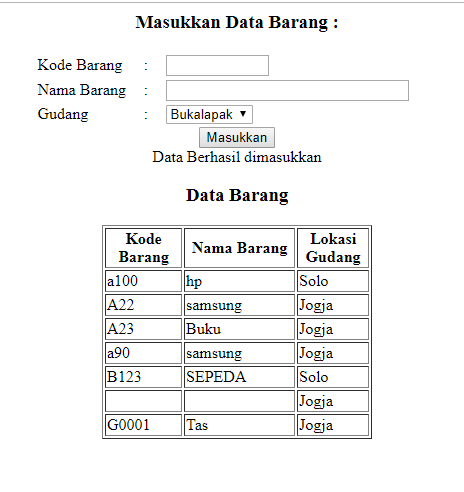 Masukkan Data Barang :
Kode Barang :
Nama Barang :
Gudang : Bukalapak
Masukkan
Data Berhasil dimasukkan
Data Barang
Kode Barang Nama Barang Lokasi Gudang
a100 hp Solo
A22 samsung Jogja
A23 Buku Jogja
a90 samsung Jogja
B123 SEPEDA Solo
Jogja
G0001 Tas Jogja